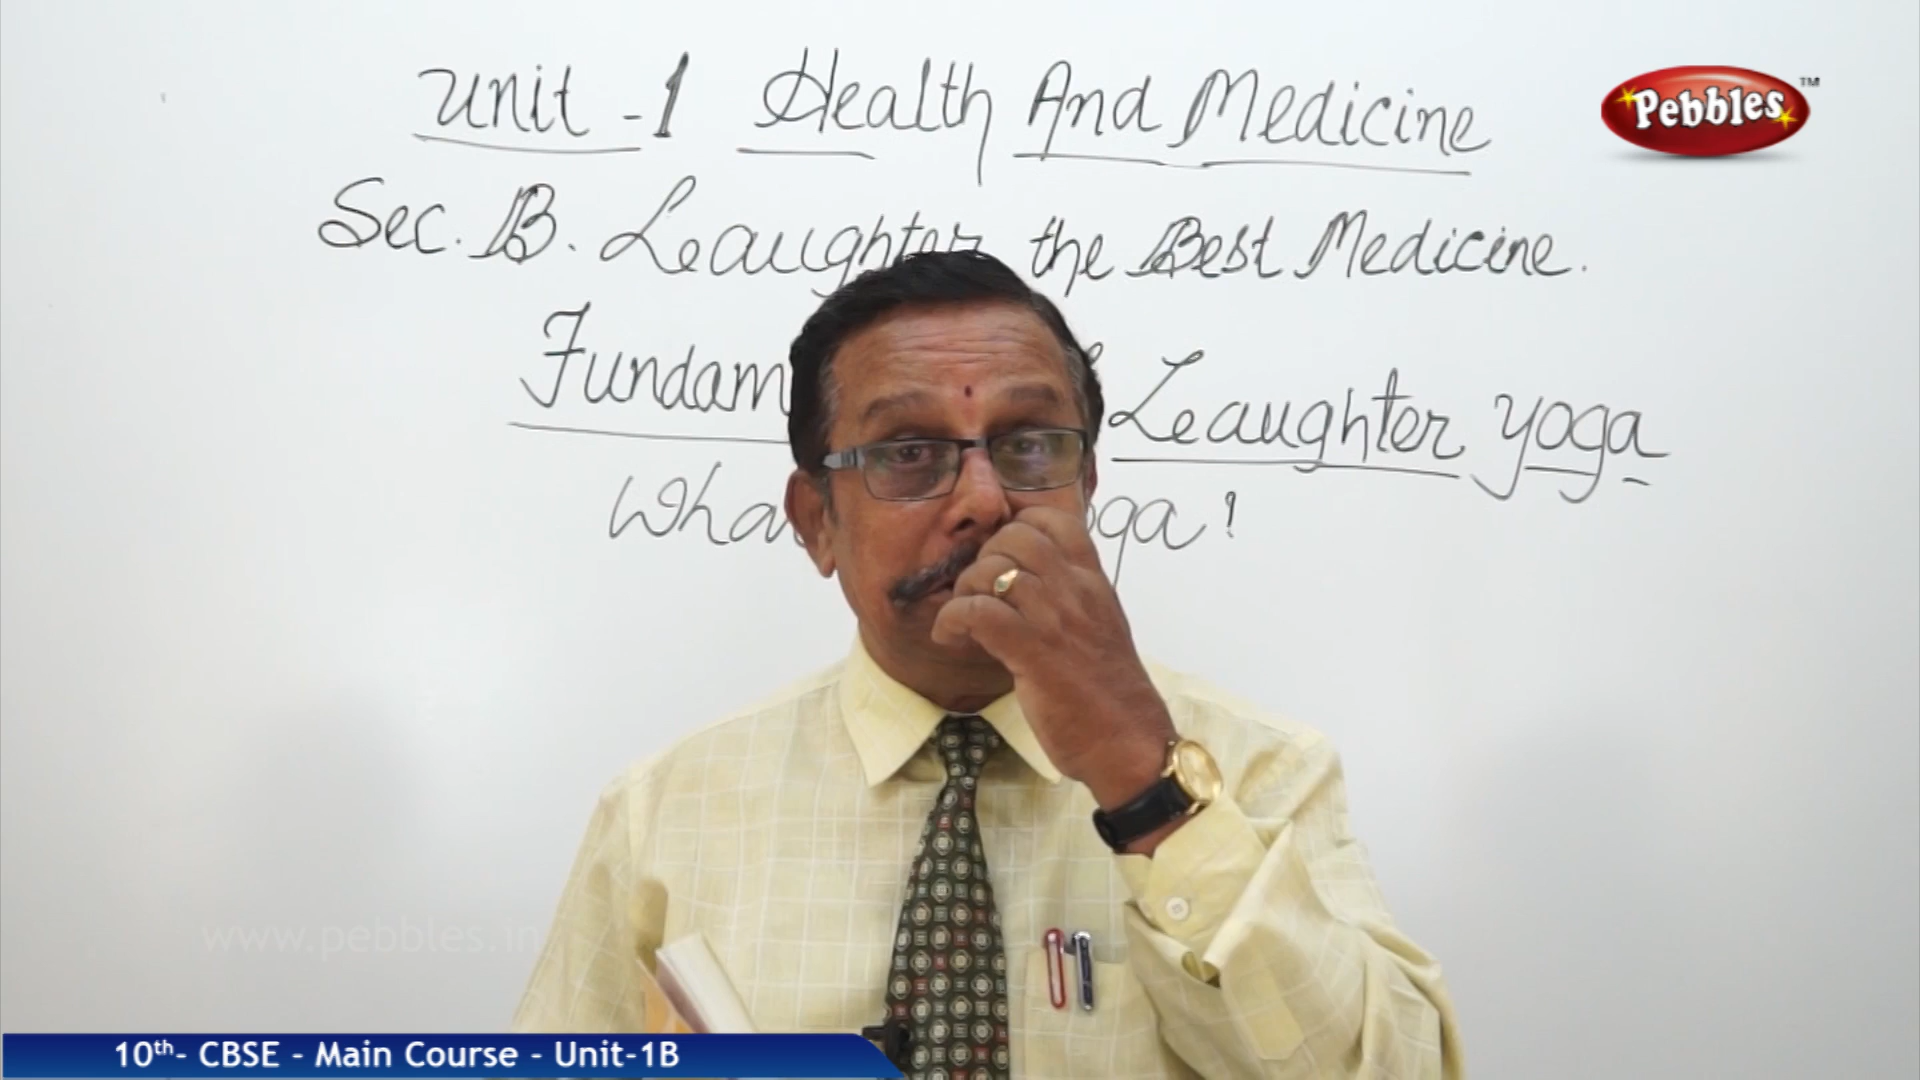 Unit - 1 Health And Medicine
Pebbles™
Sec. B. Leaughter the Best Medicine.
Leaughter yoga
?
www.pebbles.in
10th- CBSE - Main Course - Unit-1B